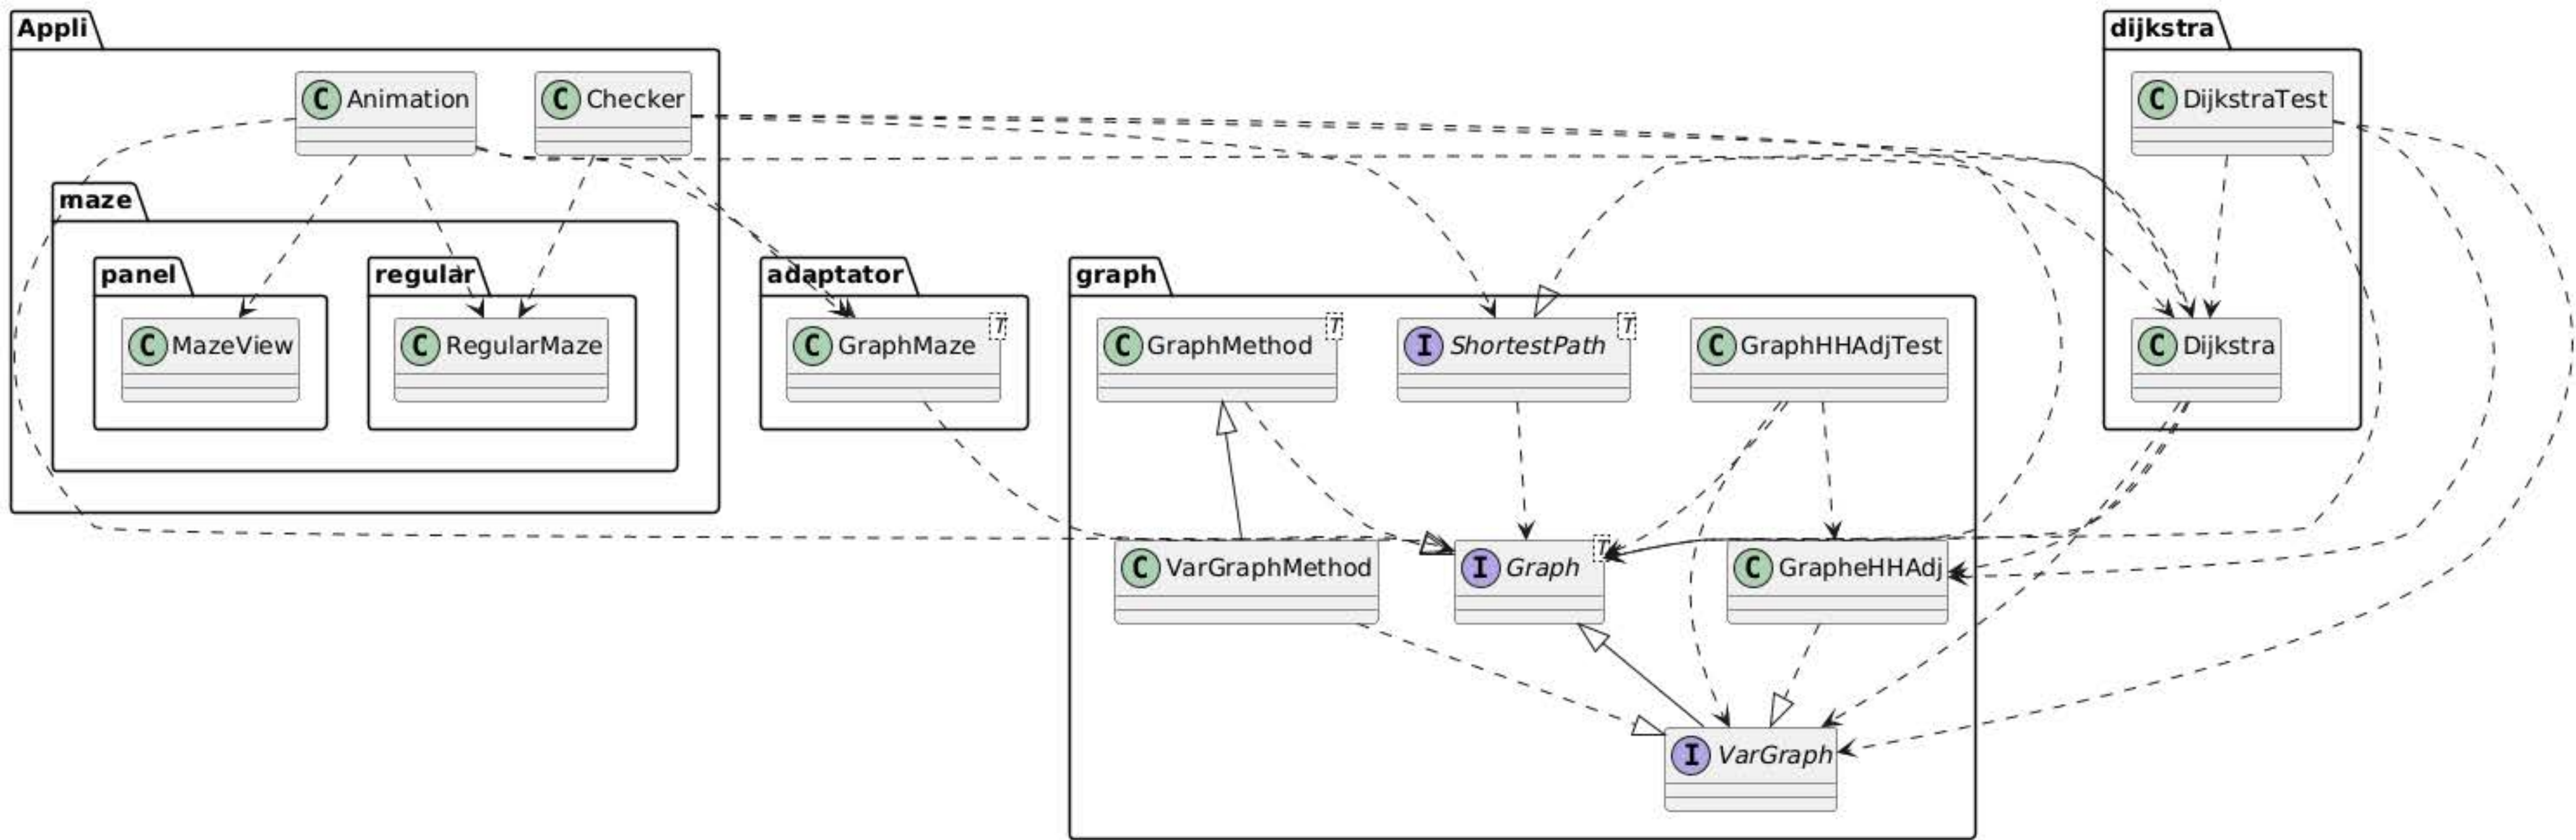 Appli
dijkstra
C Animation
C Checker
C DijkstraTest
maze
panel
regular
adaptator
graph
C MazeView
C RegularMaze
C GraphMaze T
C GraphMethod T
I ShortestPath T
C GraphHHAdjTest
C Dijkstra
C VarGraphMethod
I Graph T
C GrapheHHAdj
I VarGraph